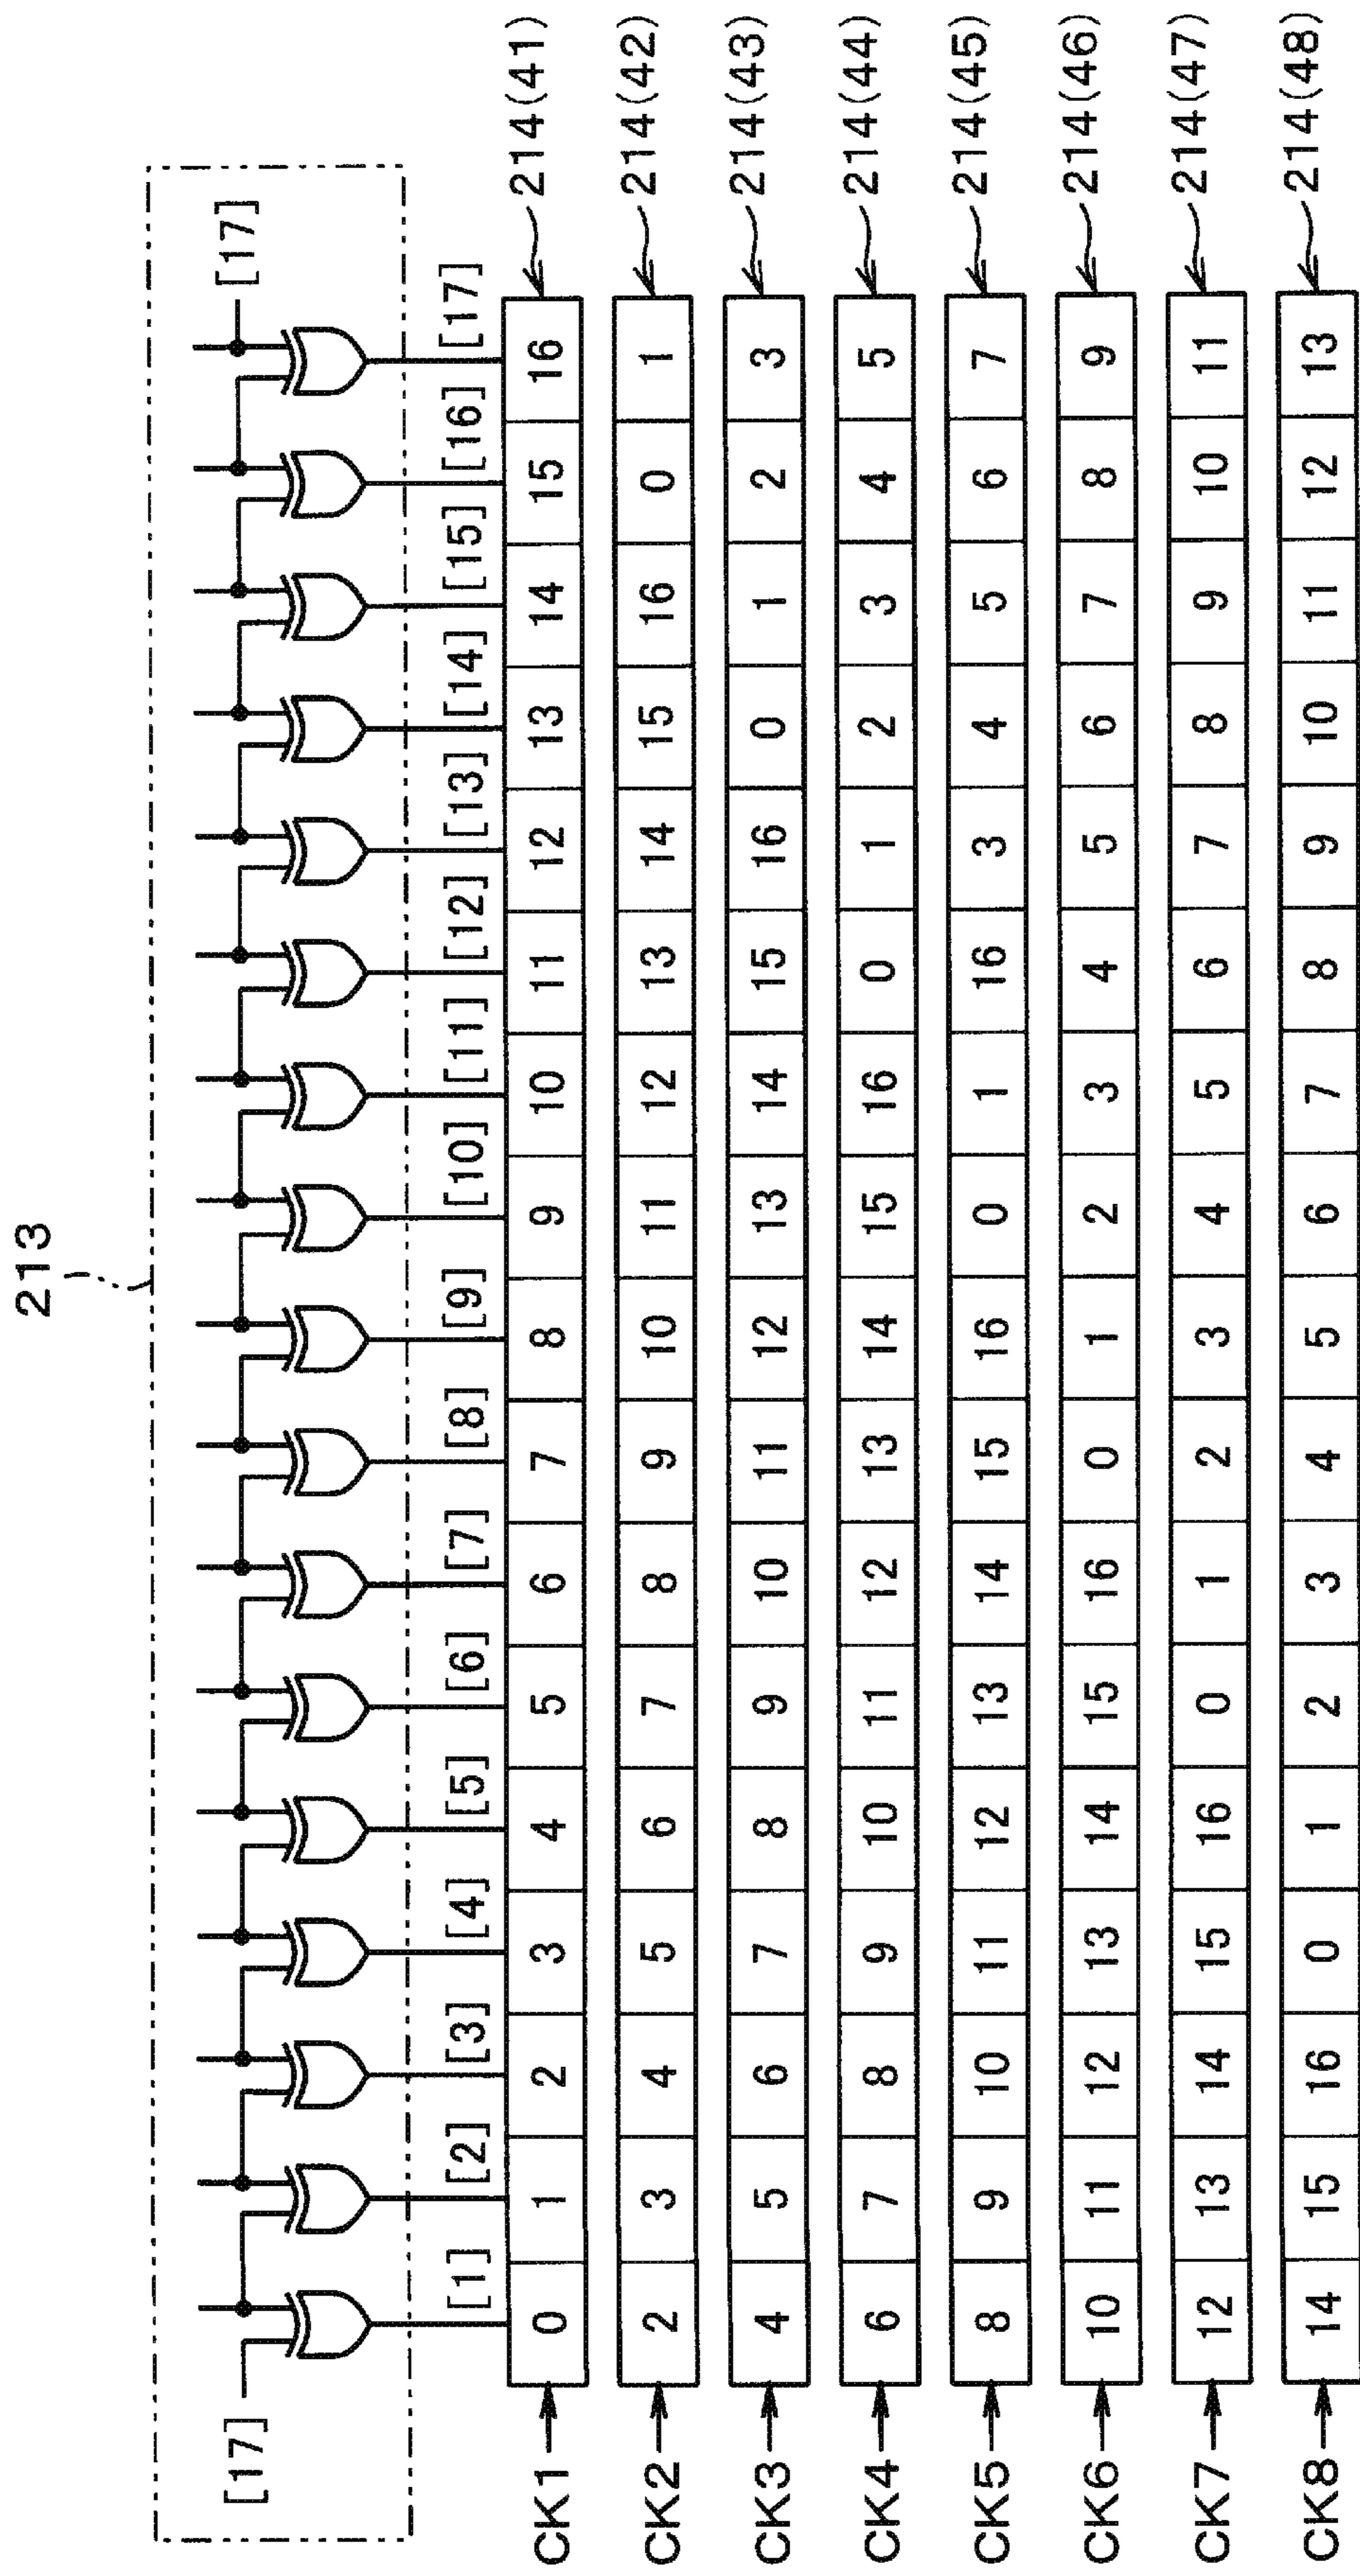 213
[17] [17]
[1] [2] [3] [4] [5] [6] [7] [8] [9] [10] [11] [12] [13] [14] [15] [16] [17]
CK1 0 1 2 3 4 5 6 7 8 9 10 11 12 13 14 15 16 214(41)
CK2 2 3 4 5 6 7 8 9 10 11 12 13 14 15 16 0 1 214(42)
CK3 4 5 6 7 8 9 10 11 12 13 14 15 16 0 1 2 3 214(43)
CK4 6 7 8 9 10 11 12 13 14 15 16 0 1 2 3 4 5 214(44)
CK5 8 9 10 11 12 13 14 15 16 0 1 16 3 4 5 6 7 214(45)
CK6 10 11 12 13 14 15 16 0 1 2 3 4 5 6 7 8 9 214(46)
CK7 12 13 14 15 16 0 1 2 3 4 5 6 7 8 9 10 11 214(47)
CK8 14 15 16 0 1 2 3 4 5 6 7 8 9 10 11 12 13 214(48)